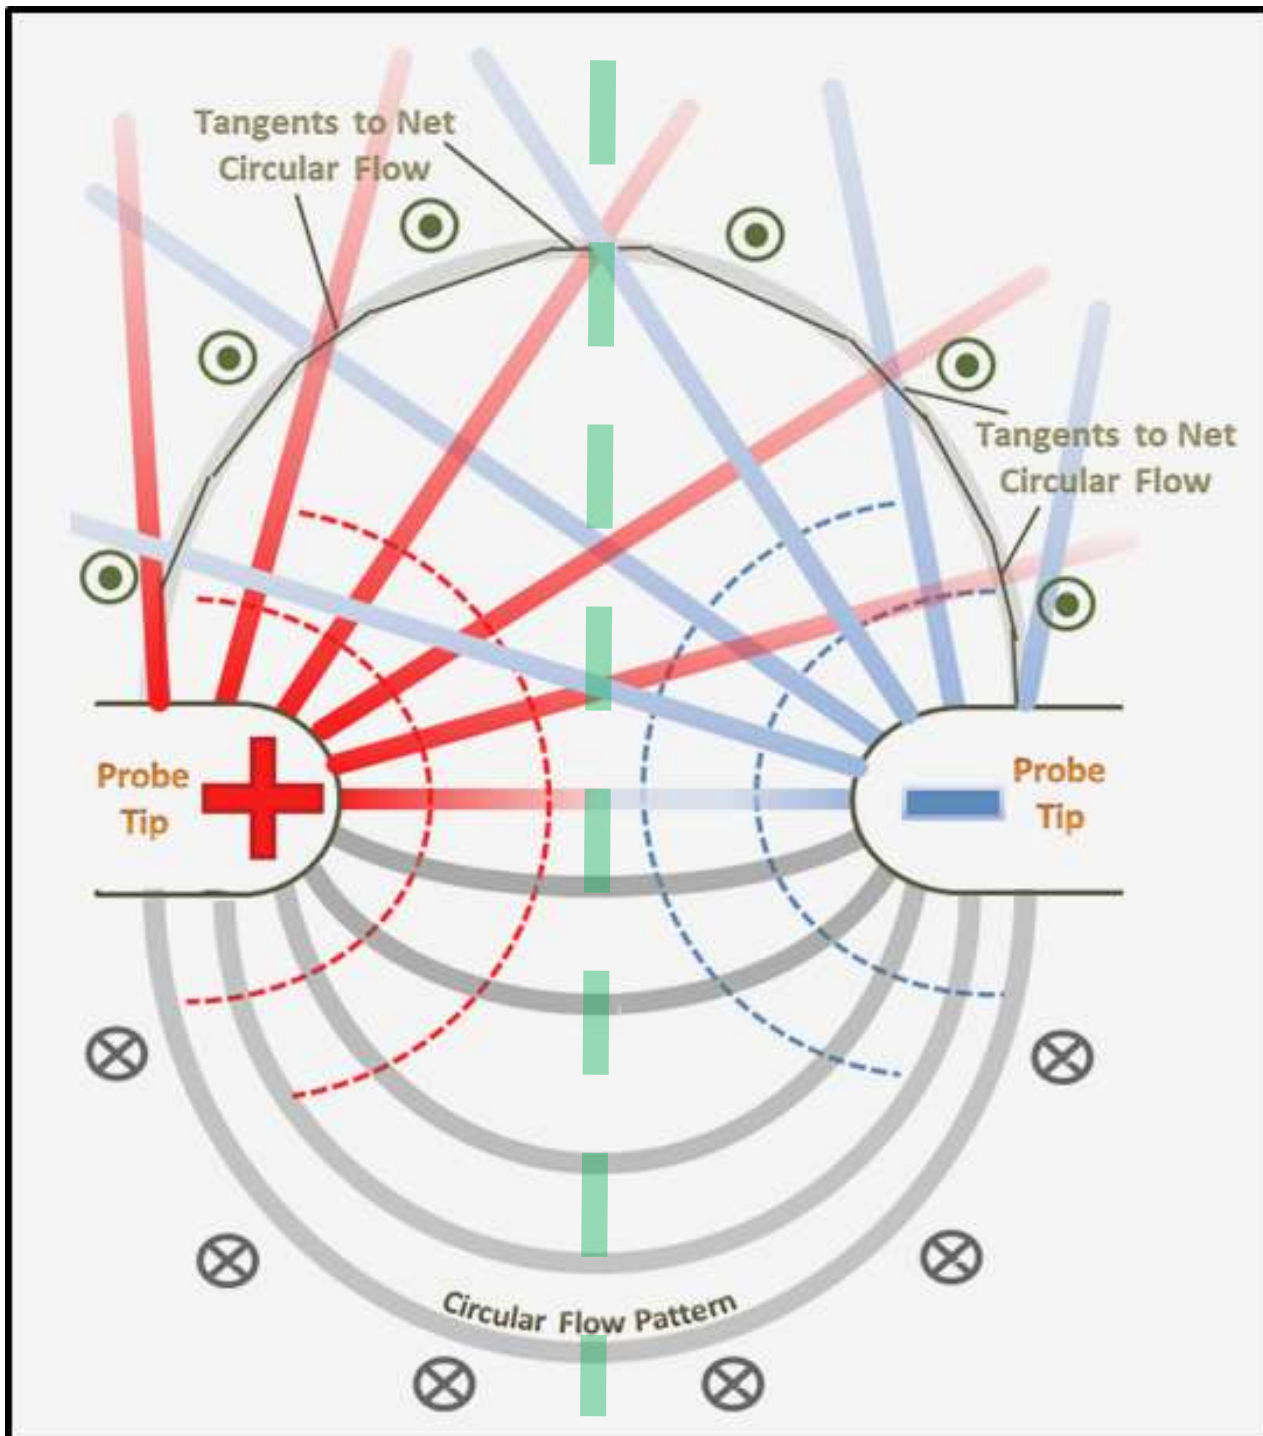 Tangents to Net
Circular Flow
Tangents to Net
Circular Flow
Probe
Tip
Probe
Tip
Circular Flow Pattern